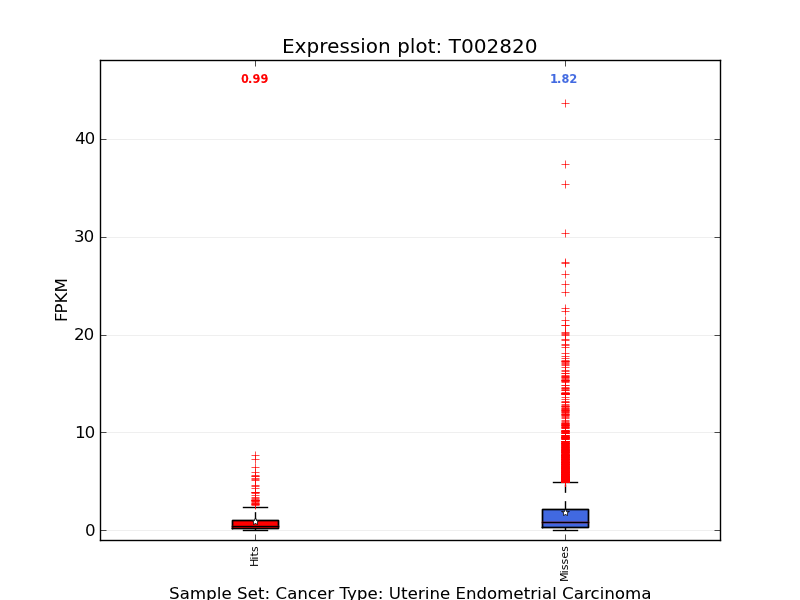 Expression plot: T002820
0.99
1.82
40
30
20
10
0
FPKM
Hits
Misses
Sample Set: Cancer Type: Uterine Endometrial Carcinoma